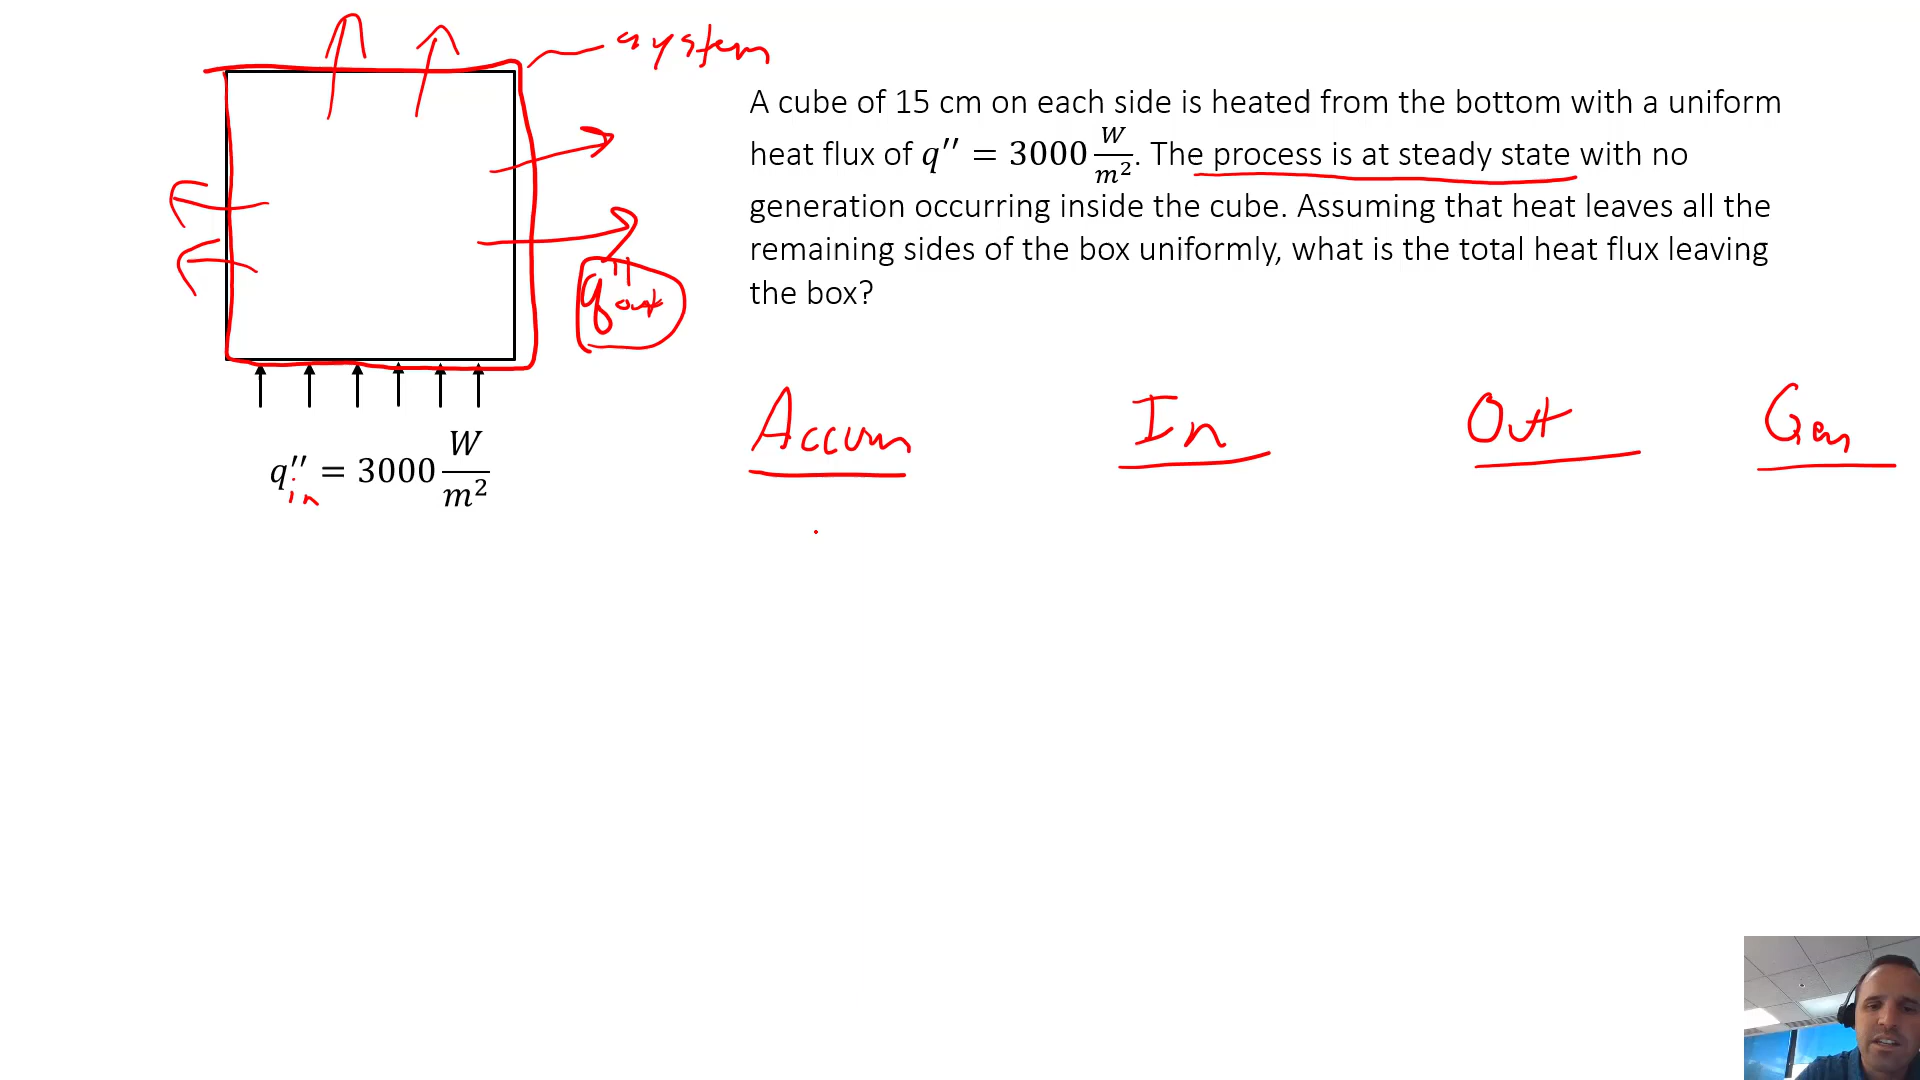 system
A cube of 15 cm on each side is heated from the bottom with a uniform
heat flux of q′′ = 3000 W/m². The process is at steady state with no
generation occurring inside the cube. Assuming that heat leaves all the
remaining sides of the box uniformly, what is the total heat flux leaving
the box?
q′′out
Accum In Out Gen
q′′in = 3000 W/m²